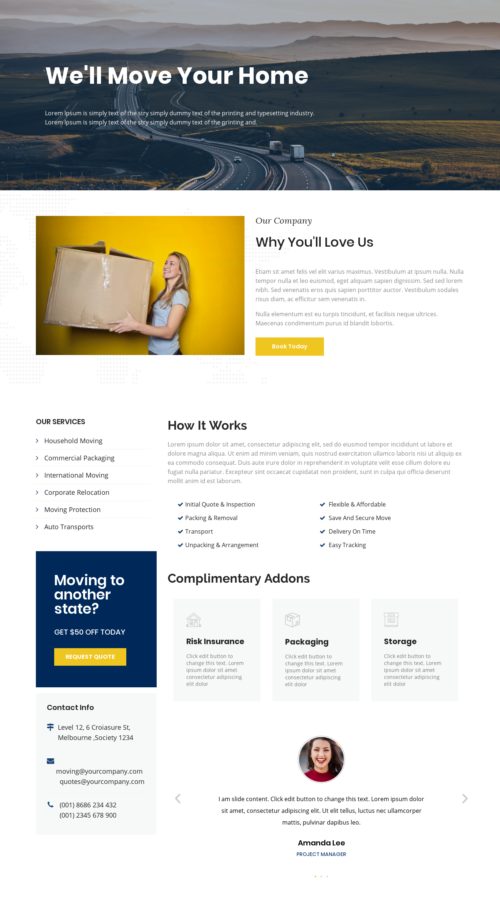 We'll Move Your Home
Lorem Ipsum is simply text of the stry simply dummy text of the printing and typesetting industry.
Lorem Ipsum is simply text of the stry simply dummy text of the printing and.
Our Company
Why You'll Love Us
Etiam sit amet felis vel elit varius maximus. Vestibulum at ipsum nulla. Nulla
tempor nulla et leo euismod, eget aliquam sapien dignissim. Sed sed lorem
nibh. Sed venenatis eros quis sapien porttitor auctor. Vestibulum sodales
risus diam, ac efficitur sem venenatis in.
Nulla elementum est eu turpis tincidunt, et facilisis neque ultrices.
Maecenas condimentum purus id blandit lobortis.
Book Today
OUR SERVICES
Household Moving
Commercial Packaging
International Moving
Corporate Relocation
Moving Protection
Auto Transports
Moving to
another
state?
GET $50 OFF TODAY
REQUEST QUOTE
Contact Info
Level 12, 6 Croiasure St,
Melbourne ,Society 1234
moving@yourcompany.com
quotes@yourcompany.com
(001) 8686 234 432
(001) 2345 678 900
How It Works
Lorem ipsum dolor sit amet, consectetur adipiscing elit, sed do eiusmod tempor incididunt ut labore et
dolore magna aliqua. Ut enim ad minim veniam, quis nostrud exercitation ullamco laboris nisi ut aliquip ex
ea commodo consequat. Duis aute irure dolor in reprehenderit in voluptate velit esse cillum dolore eu
fugiat nulla pariatur. Excepteur sint occaecat cupidatat non proident, sunt in culpa qui officia deserunt
mollit anim id est laborum.
Initial Quote & Inspection
Packing & Removal
Transport
Unpacking & Arrangement
Flexible & Affordable
Save And Secure Move
Delivery On Time
Easy Tracking
Complimentary Addons
Risk Insurance
Click edit button to
change this text. Lorem
ipsum dolor sit amet
consectetur adipiscing
elit dolor
Packaging
Click edit button to
change this text. Lorem
ipsum dolor sit amet
consectetur adipiscing
elit dolor
Storage
Click edit button to
change this text. Lorem
ipsum dolor sit amet
consectetur adipiscing
elit dolor
I am slide content. Click edit button to change this text. Lorem ipsum dolor sit
amet, consectetur adipiscing elit. Ut elit tellus, luctus nec ullamcorper
mattis, pulvinar dapibus leo.
Amanda Lee
PROJECT MANAGER